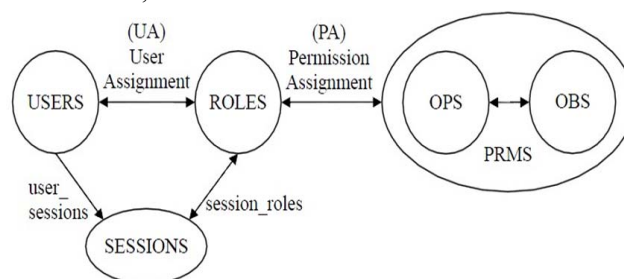 (UA)
User
Assignment
(PA)
Permission
Assignment
USERS
ROLES
OPS
OBS
PRMS
user_
sessions
session_roles
SESSIONS